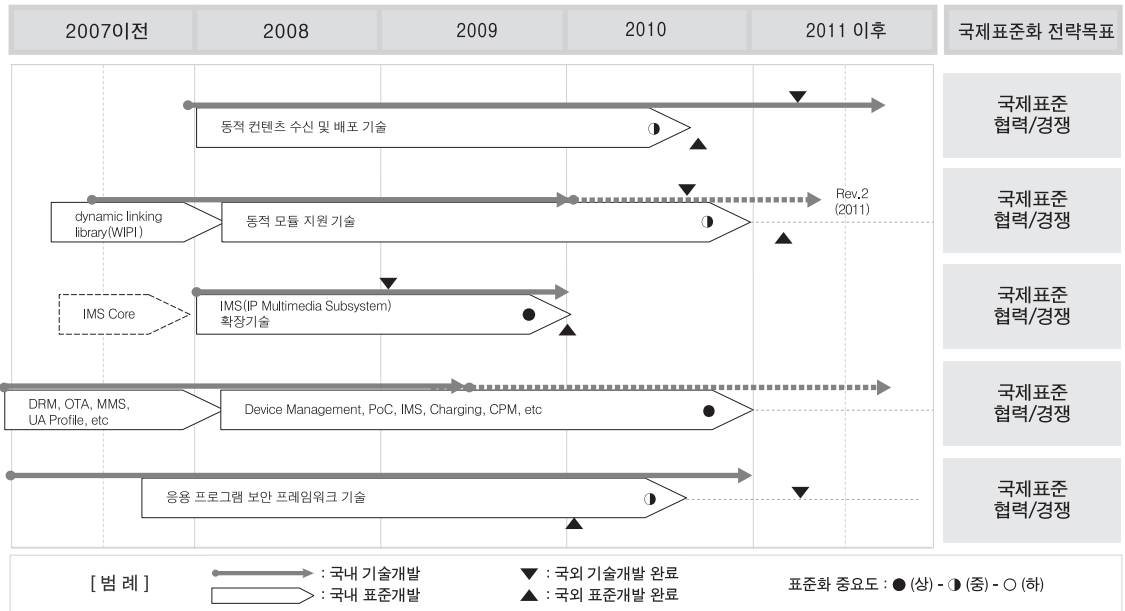 2007이전
2008
2009
2010
2011 이후
국제표준화 전략목표
동적 컨텐츠 수신 및 배포 기술
국제표준
협력/경쟁
dynamic linking
library(WIPI)
동적 모듈 지원 기술
Rev.2
(2011)
국제표준
협력/경쟁
IMS Core
IMS(IP Multimedia Subsystem)
확장기술
국제표준
협력/경쟁
DRM, OTA, MMS,
UA Profile, etc
Device Management, PoC, IMS, Charging, CPM, etc
국제표준
협력/경쟁
응용 프로그램 보안 프레임워크 기술
국제표준
협력/경쟁
[ 범 례 ]
: 국내 기술개발
: 국내 표준개발
▼ : 국외 기술개발 완료
▲ : 국외 표준개발 완료
표준화 중요도 : ● (상) - ◑ (중) - ○ (하)